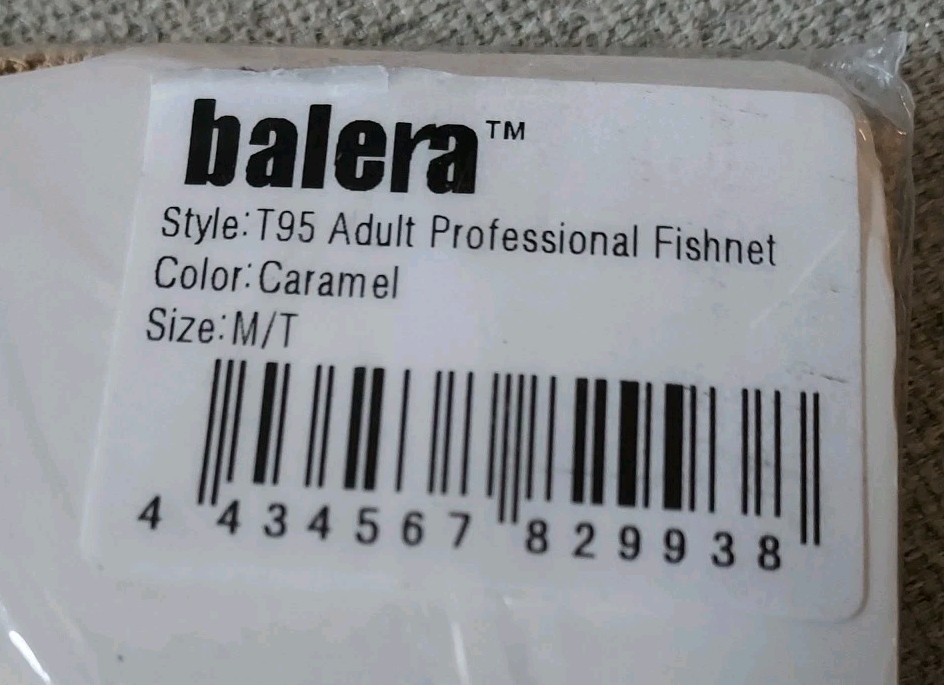 balera™
Style:T95 Adult Professional Fishnet
Color:Caramel
Size:M/T
4 434567 829938